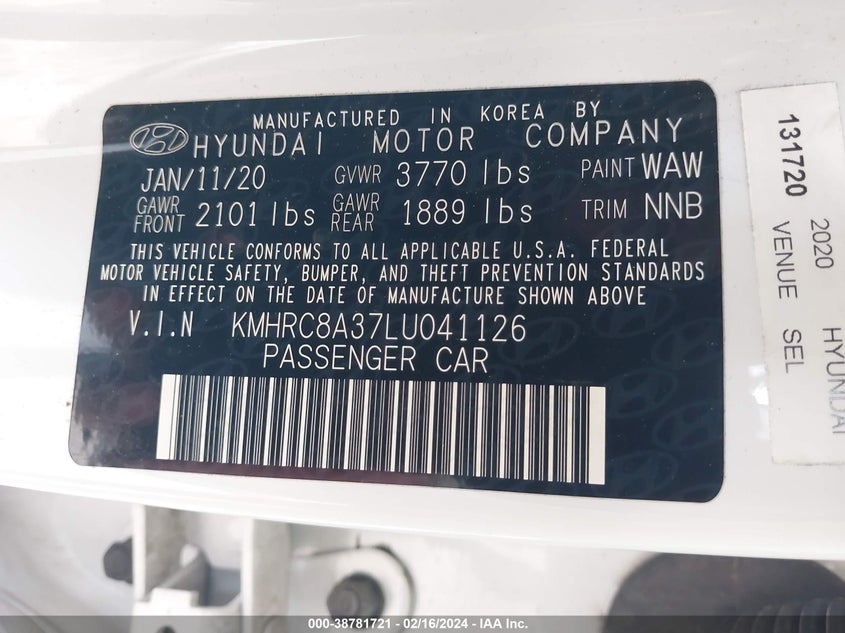 MANUFACTURED IN KOREA BY
HYUNDAI MOTOR COMPANY
JAN/11/20 GVWR 3770 lbs PAINT WAW
GAWR FRONT 2101 lbs GAWR REAR 1889 lbs TRIM NNB
THIS VEHICLE CONFORMS TO ALL APPLICABLE U.S.A. FEDERAL
MOTOR VEHICLE SAFETY, BUMPER, AND THEFT PREVENTION STANDARDS
IN EFFECT ON THE DATE OF MANUFACTURE SHOWN ABOVE
V.I.N KMHRC8A37LU041126
PASSENGER CAR
2020 HYUNDAI
131720 VENUE SEL
000-38781721 - 02/16/2024 - IAA Inc.